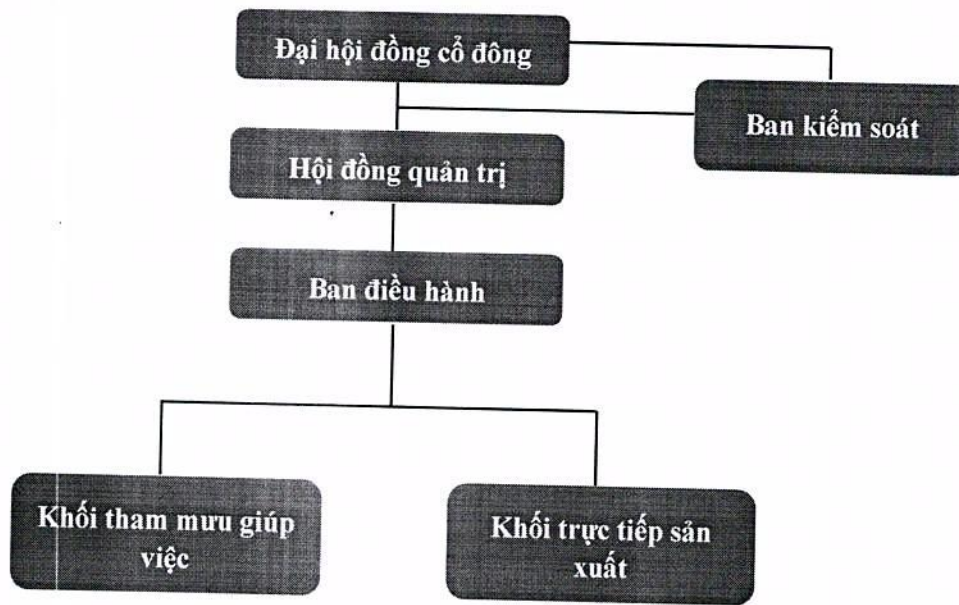 Đại hội đồng cổ đông
Ban kiểm soát
Hội đồng quản trị
Ban điều hành
Khối tham mưu giúp
việc
Khối trực tiếp sản
xuất